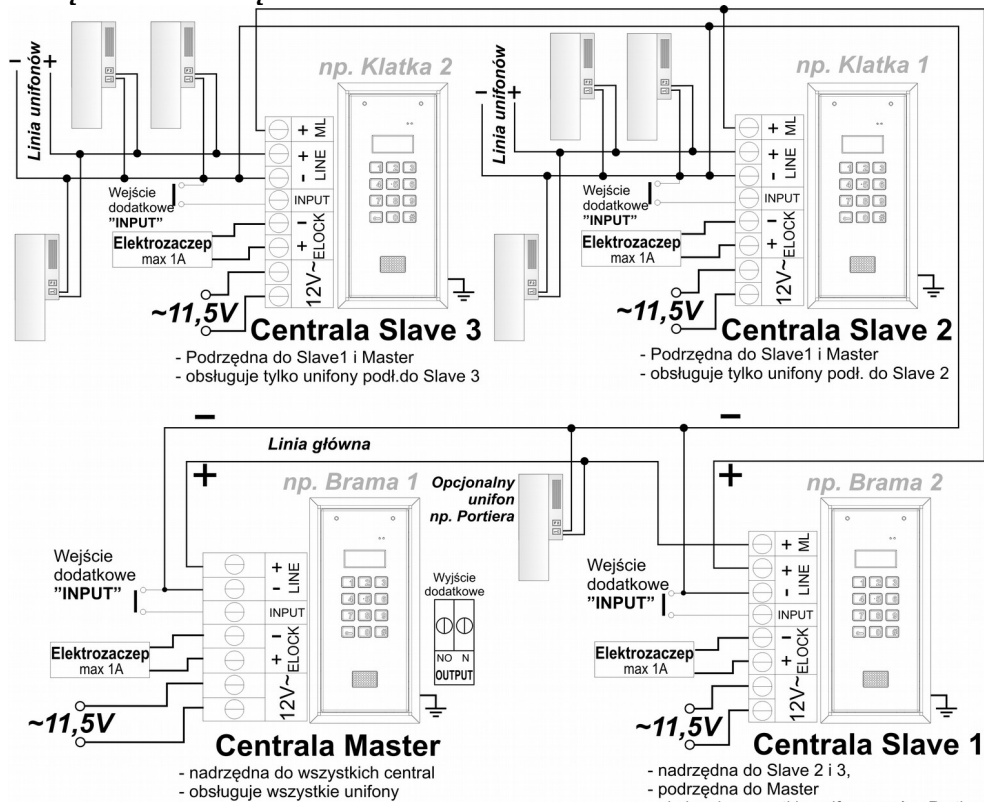 np. Klatka 2
np. Klatka 1
- +
Linia unifonów
- +
Linia unifonów
+ ML
+ LINE -
INPUT
- ELOCK +
12V~
+ ML
+ LINE -
INPUT
- ELOCK +
12V~
Wejście
dodatkowe
"INPUT"
Wejście
dodatkowe
"INPUT"
Elektrozaczep
max 1A
Elektrozaczep
max 1A
~11,5V
~11,5V
Centrala Slave 3
- Podrzędna do Slave1 i Master
- obsługuje tylko unifony podł.do Slave 3
Centrala Slave 2
- Podrzędna do Slave1 i Master
- obsługuje tylko unifony podł. do Slave 2
- -
Linia główna
+ +
np. Brama 1
Opcjonalny
unifon
np. Portiera
np. Brama 2
Wejście
dodatkowe
"INPUT"
+ LINE -
INPUT
- ELOCK +
12V~
Wyjście
dodatkowe
NO N
OUTPUT
Wejście
dodatkowe
"INPUT"
+ ML
+ LINE -
INPUT
- ELOCK +
12V~
Elektrozaczep
max 1A
Elektrozaczep
max 1A
~11,5V
~11,5V
Centrala Master
- nadrzędna do wszystkich central
- obsługuje wszystkie unifony
Centrala Slave 1
- nadrzędna do Slave 2 i 3,
- podrzędna do Master